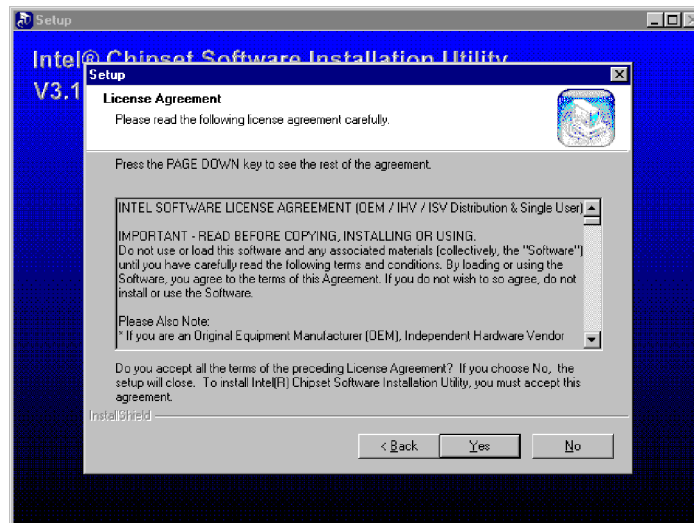 Setup
Intel® Chipset Software Installation Utility
V3.1
Setup
License Agreement
Please read the following license agreement carefully.
Press the PAGE DOWN key to see the rest of the agreement.
INTEL SOFTWARE LICENSE AGREEMENT (OEM / IHV / ISV Distribution & Single User)
IMPORTANT - READ BEFORE COPYING, INSTALLING OR USING.
Do not use or load this software and any associated materials (collectively, the "Software")
until you have carefully read the following terms and conditions. By loading or using the
Software, you agree to the terms of this Agreement. If you do not wish to so agree, do not
install or use the Software.
Please Also Note:
* If you are an Original Equipment Manufacturer (OEM), Independent Hardware Vendor
Do you accept all the terms of the preceding License Agreement? If you choose No, the
setup will close. To install Intel(R) Chipset Software Installation Utility, you must accept this
agreement.
InstallShield
< Back Yes No